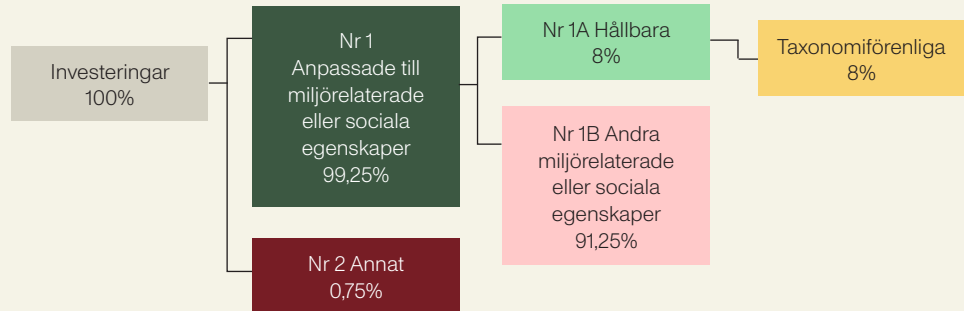 Investeringar
100%
Nr 1
Anpassade till
miljörelaterade
eller sociala
egenskaper
99,25%
Nr 2 Annat
0,75%
Nr 1A Hållbara
8%
Nr 1B Andra
miljörelaterade
eller sociala
egenskaper
91,25%
Taxonomiförenliga
8%